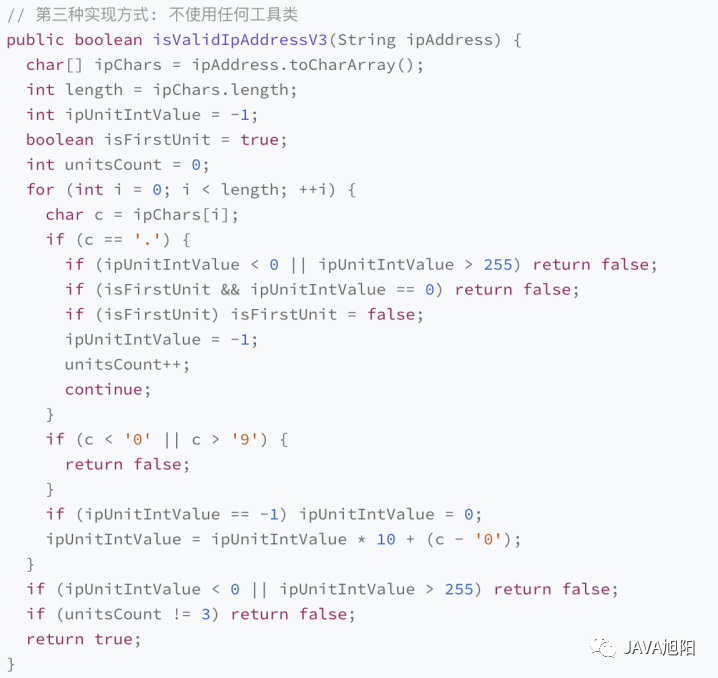 // 第三种实现方式: 不使用任何工具类
public boolean isValidIpAddressV3(String ipAddress) {
  char[] ipChars = ipAddress.toCharArray();
  int length = ipChars.length;
  int ipUnitIntValue = -1;
  boolean isFirstUnit = true;
  int unitsCount = 0;
  for (int i = 0; i < length; ++i) {
    char c = ipChars[i];
    if (c == '.') {
      if (ipUnitIntValue < 0 || ipUnitIntValue > 255) return false;
      if (isFirstUnit && ipUnitIntValue == 0) return false;
      if (isFirstUnit) isFirstUnit = false;
      ipUnitIntValue = -1;
      unitsCount++;
      continue;
    }
    if (c < '0' || c > '9') {
      return false;
    }
    if (ipUnitIntValue == -1) ipUnitIntValue = 0;
    ipUnitIntValue = ipUnitIntValue * 10 + (c - '0');
  }
  if (ipUnitIntValue < 0 || ipUnitIntValue > 255) return false;
  if (unitsCount != 3) return false;
  return true;
}
JAVA旭阳